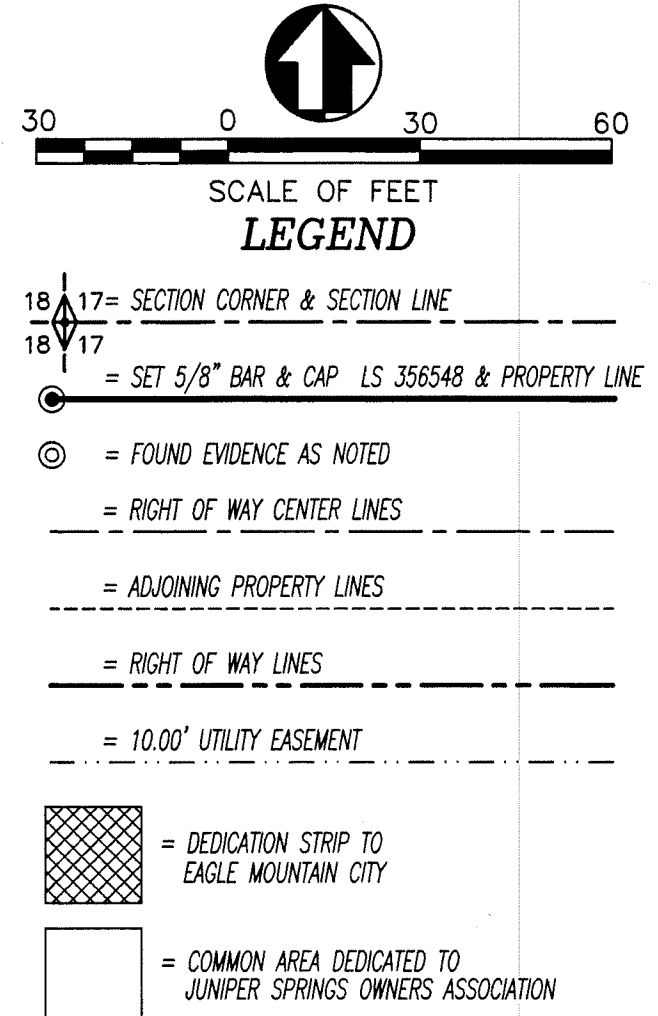 30 0 30 60
SCALE OF FEET
LEGEND
18 17 = SECTION CORNER & SECTION LINE
18 17
= SET 5/8" BAR & CAP LS 356548 & PROPERTY LINE
= FOUND EVIDENCE AS NOTED
= RIGHT OF WAY CENTER LINES
= ADJOINING PROPERTY LINES
= RIGHT OF WAY LINES
= 10.00' UTILITY EASEMENT
= DEDICATION STRIP TO
EAGLE MOUNTAIN CITY
= COMMON AREA DEDICATED TO
JUNIPER SPRINGS OWNERS ASSOCIATION